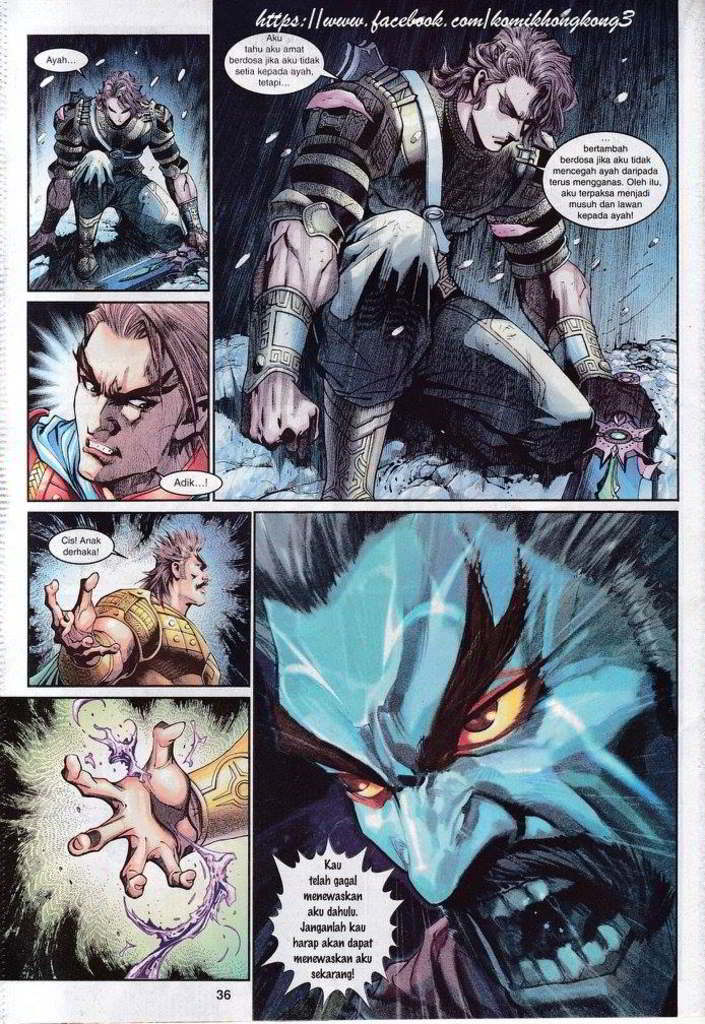 https://www.facebook.com/komikhongkong3
Ayah...
Aku
tahu aku amat
berdosa jika aku tidak
setia kepada ayah,
tetapi...
...
bertambah
berdosa jika aku tidak
mencegah ayah daripada
terus mengganas. Oleh itu,
aku terpaksa menjadi
musuh dan lawan
kepada ayah!
Adik...!
Cis! Anak
derhaka!
Kau
telah gagal
menewaskan
aku dahulu.
Janganlah kau
harap akan dapat
menewaskan aku
sekarang!
36